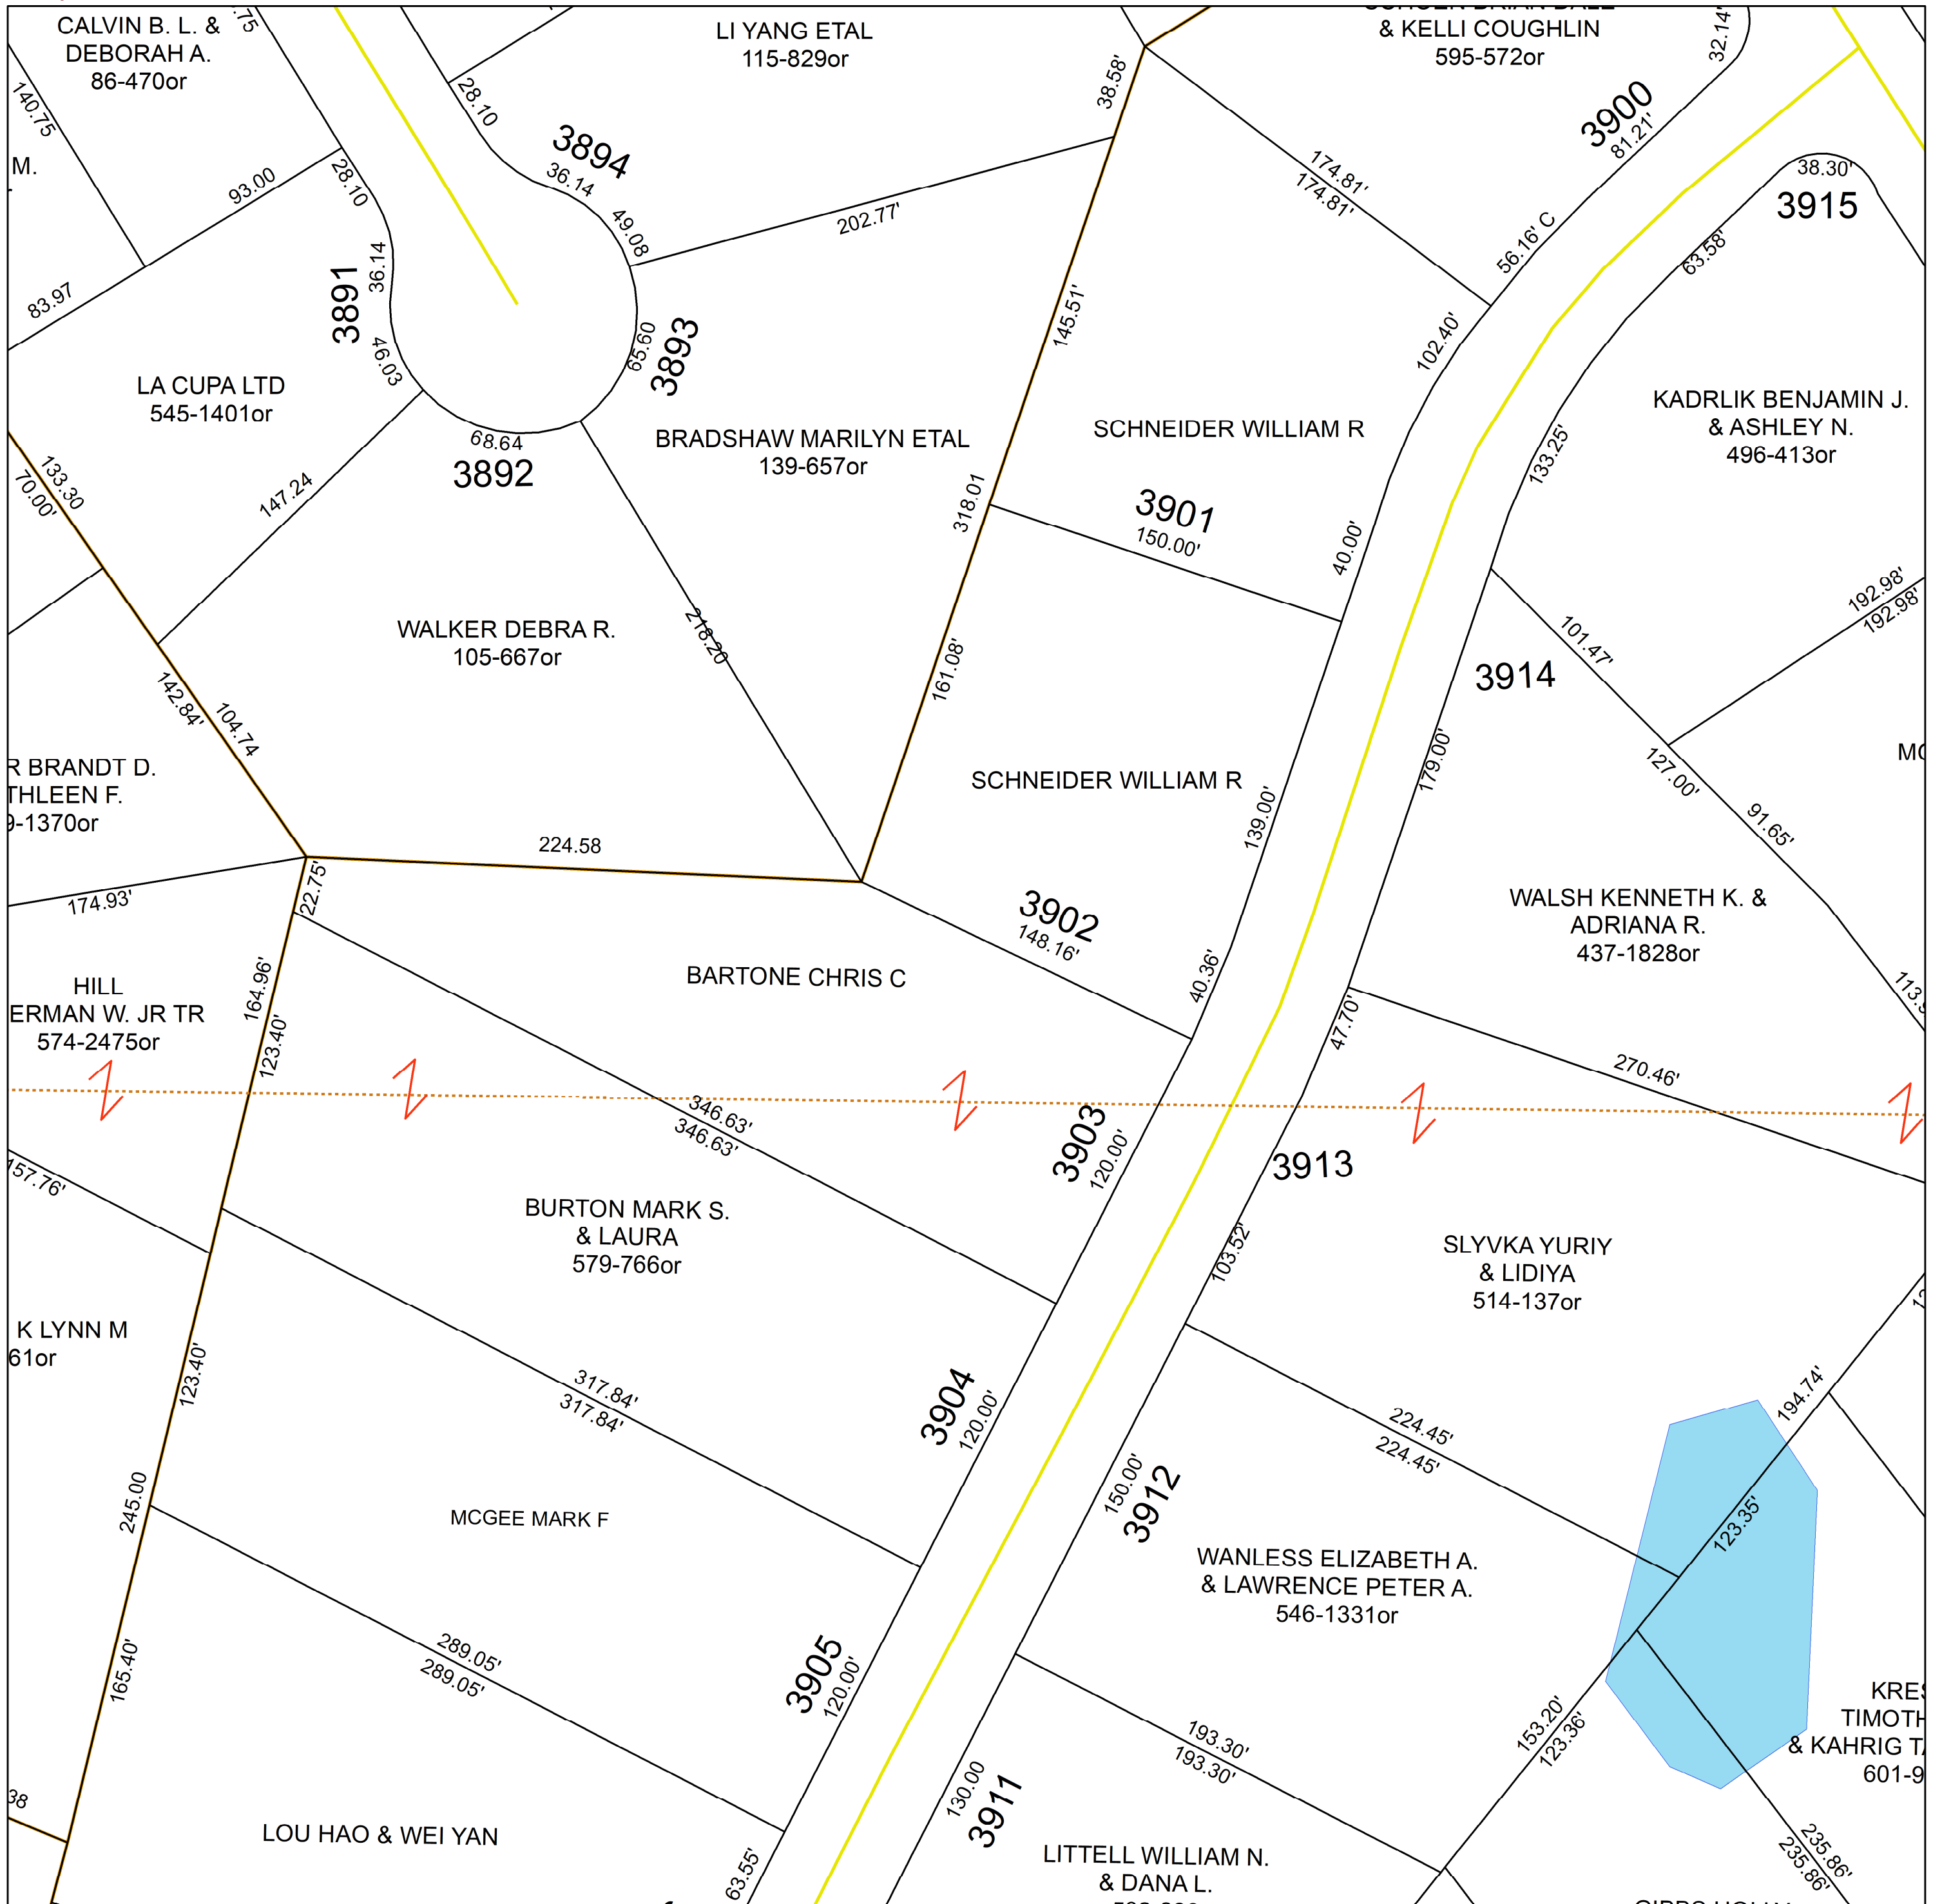 CALVIN B. L. &
DEBORAH A.
86-470or
LI YANG ETAL
115-829or
& KELLI COUGHLIN
595-572or
32.14'
140.75
M.
93.00
83.97
28.10
28.10
3894
36.14
49.08
202.77'
38.58'
174.81'
174.81'
3900
81.21'
56.16' C
38.30'
3915
63.58'
36.14
3891
46.03
65.60
3893
145.51'
102.40'
LA CUPA LTD
545-1401or
68.64
3892
BRADSHAW MARILYN ETAL
139-657or
SCHNEIDER WILLIAM R
KADRLIK BENJAMIN J.
& ASHLEY N.
496-413or
133.25'
133.30
70.00'
147.24
318.01
3901
150.00'
40.00'
192.98'
192.98'
WALKER DEBRA R.
105-667or
218.20
161.08'
101.47'
3914
142.84'
104.74
179.00'
127.00'
91.65'
R BRANDT D.
THLEEN F.
9-1370or
SCHNEIDER WILLIAM R
139.00'
224.58
174.93'
22.75'
3902
148.16'
WALSH KENNETH K. &
ADRIANA R.
437-1828or
HILL
ERMAN W. JR TR
574-2475or
164.96'
123.40'
BARTONE CHRIS C
40.36'
47.70'
270.46'
346.63'
346.63'
3903
120.00'
3913
157.76'
BURTON MARK S.
& LAURA
579-766or
103.52'
SLYVKA YURIY
& LIDIYA
514-137or
K LYNN M
61or
123.40'
317.84'
317.84'
3904
120.00'
224.45'
224.45'
194.74'
245.00
MCGEE MARK F
150.00'
3912
123.35'
WANLESS ELIZABETH A.
& LAWRENCE PETER A.
546-1331or
165.40'
289.05'
289.05'
3905
120.00'
193.30'
193.30'
153.20'
123.36'
TIMOTH
& KAHRIG TA
601-9
38
130.00
3911
LOU HAO & WEI YAN
63.55'
LITTELL WILLIAM N.
& DANA L.
235.86'
235.86'